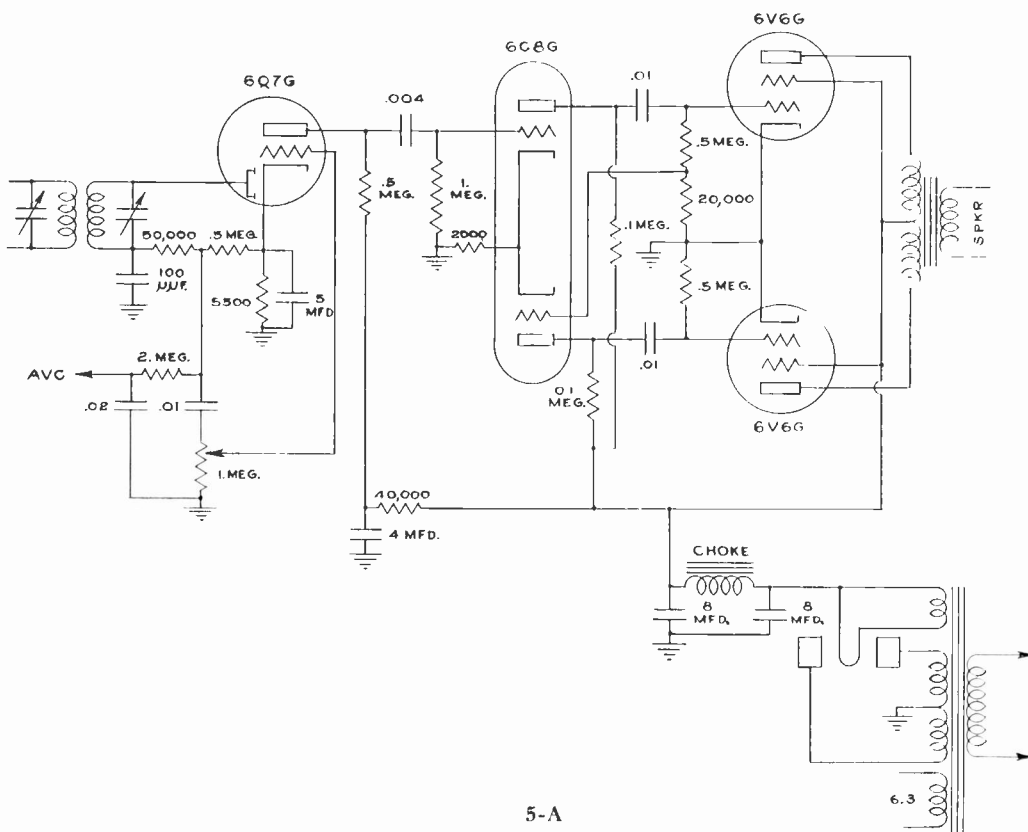 6V6G
6Q7G
6C8G
.01
.004
.5 MEG.
.5
MEG.
1.
MEG.
20,000
SPKR
50,000
.5 MEG.
2000
.1 MEG.
100
µµF.
5500
5
MFD
.5 MEG.
2. MEG.
.01
AVC
.02
.01
01
MEG.
6V6G
1. MEG.
40,000
4 MFD.
CHOKE
8
MFD.
8
MFD.
6.3
5-A